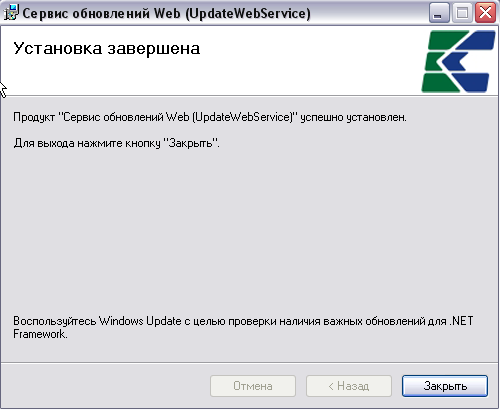 Сервис обновлений Web (UpdateWebService)
Установка завершена
Продукт "Сервис обновлений Web (UpdateWebService)" успешно установлен.
Для выхода нажмите кнопку "Закрыть".
Воспользуйтесь Windows Update с целью проверки наличия важных обновлений для .NET
Framework.
Отмена < Назад Закрыть